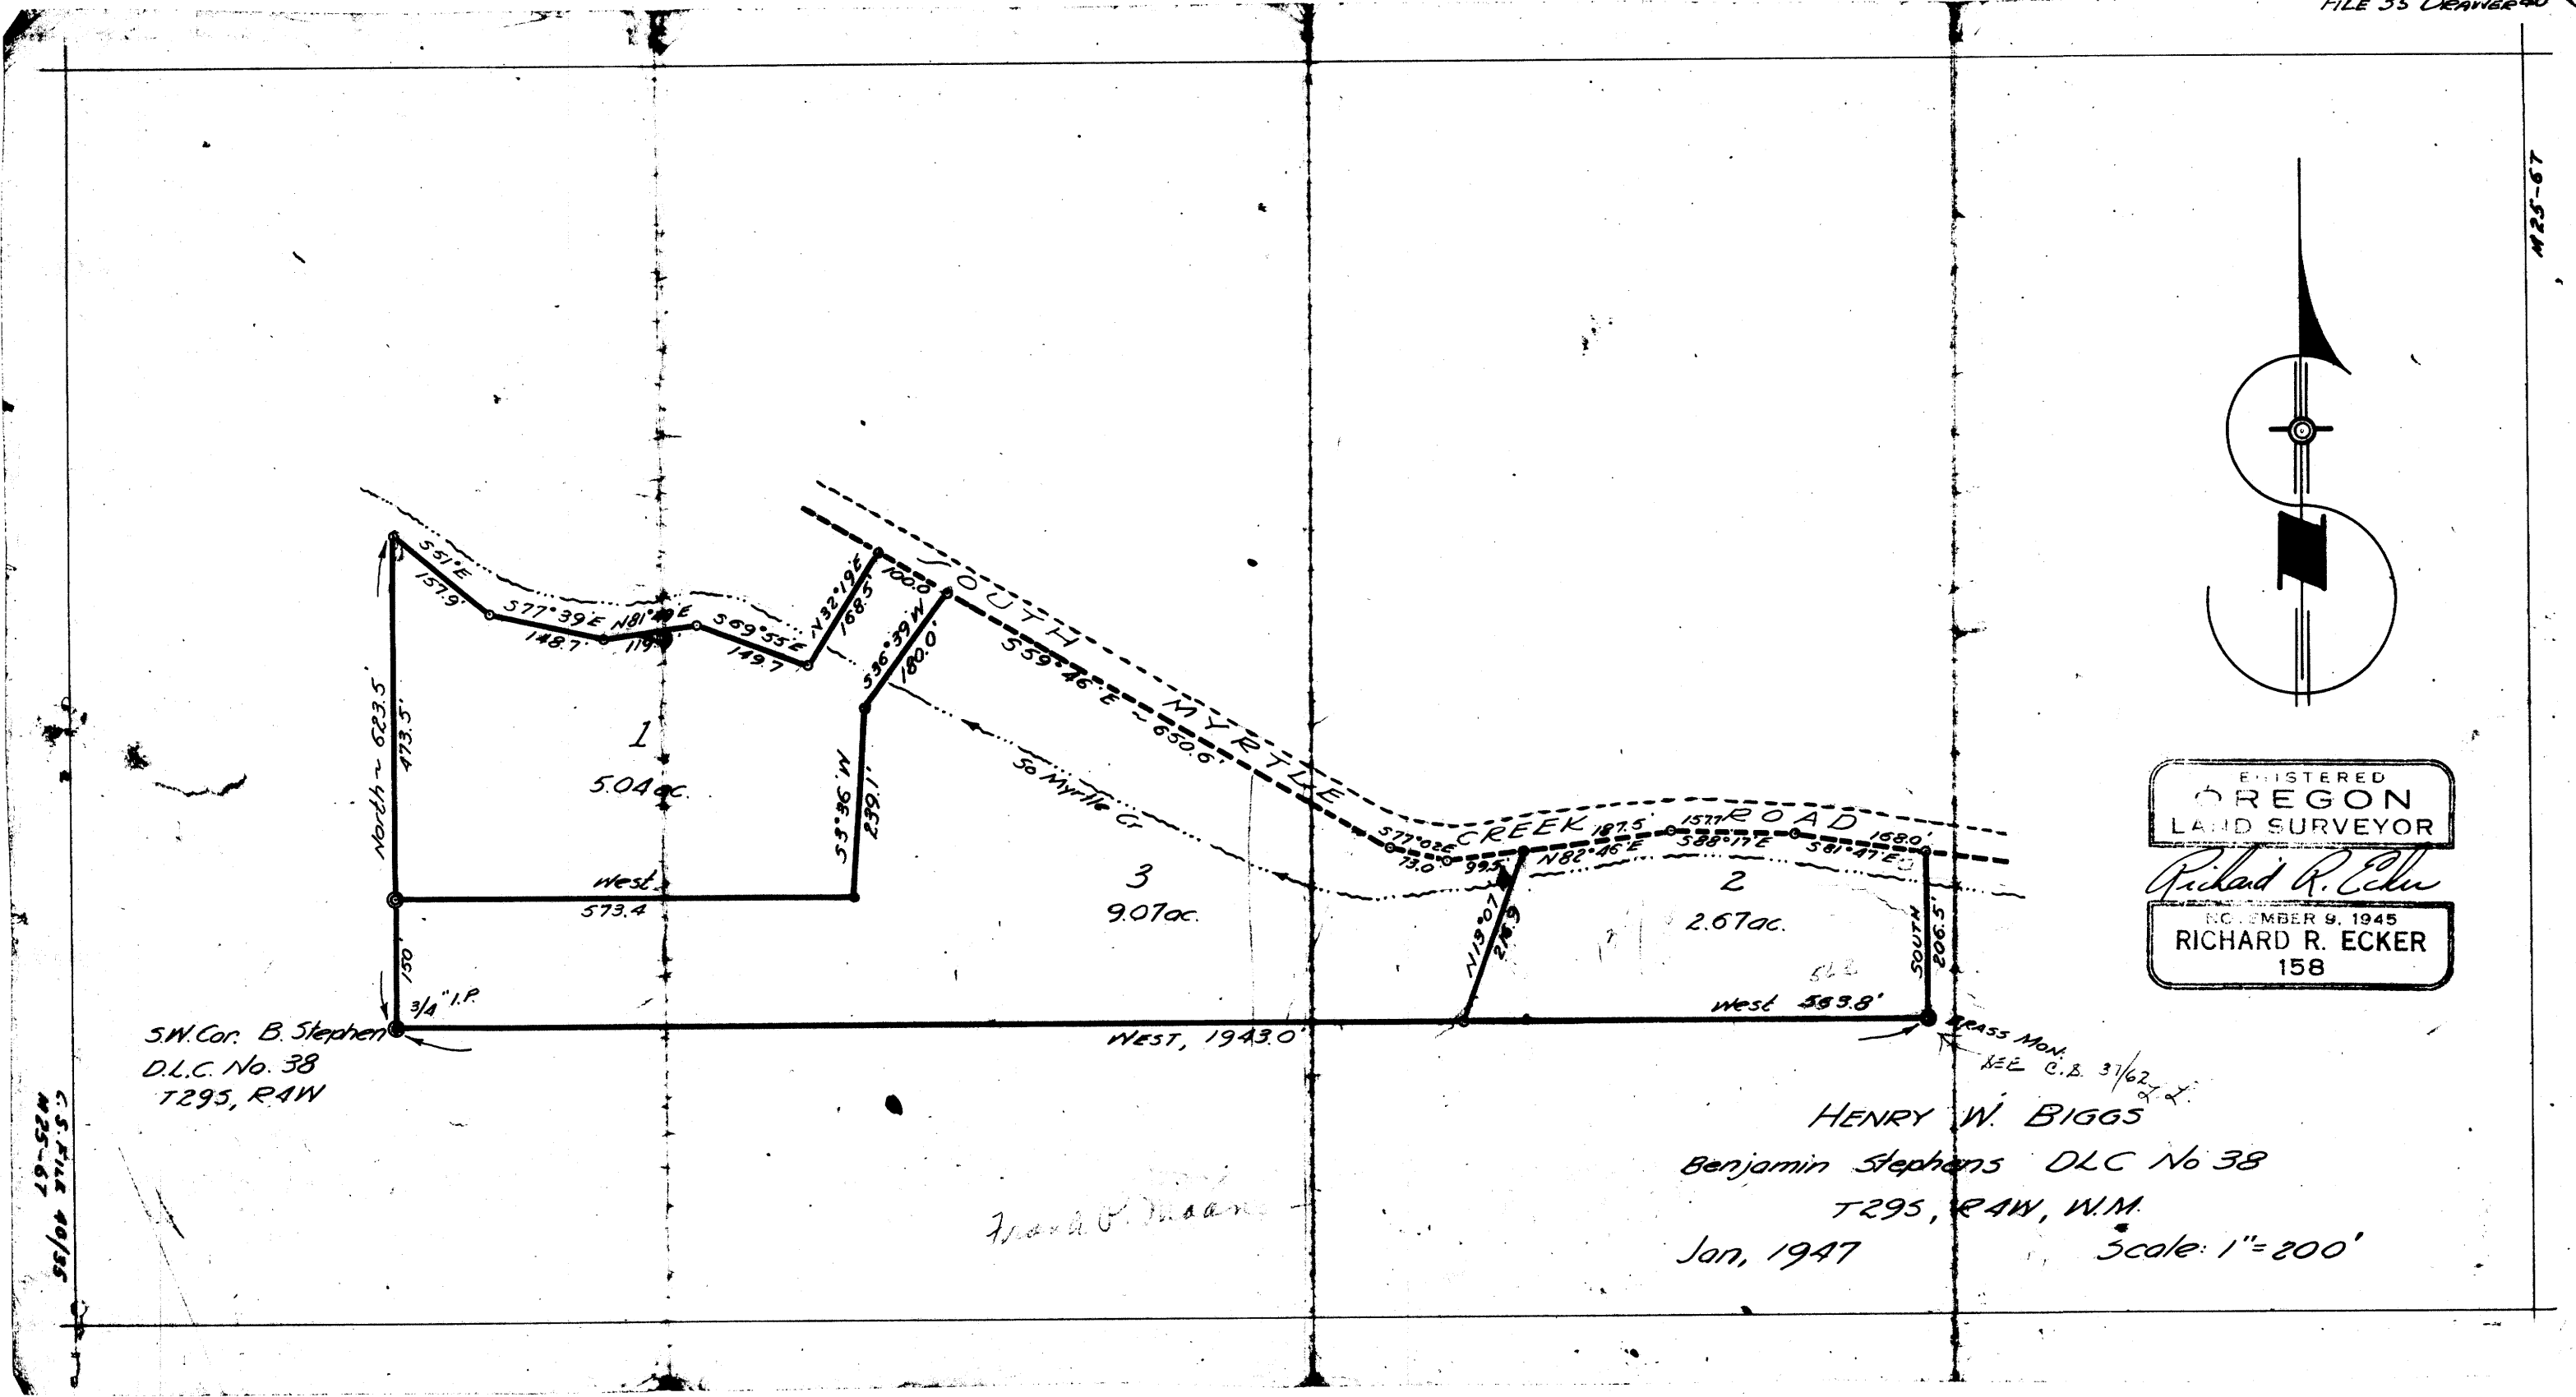 FILE 35 DRAWER 40
M25-67
S51°E
157.9'
S77°39'E
148.7'
N81° E
119.
S69°55'E
149.7
N32°19'E
168.5'
100.0'
S36°39'W
180.0'
SOUTH MYRTLE CREEK ROAD
S59°46'E ~ 650.6'
North ~ 623.5'
473.5'
1
5.04 ac.
S3°36'W
239.1'
So Myrtle Cr
S77°02'E
73.0'
99.5'
N82°46'E
187.5'
157.7
S88°17'E
168.0'
S81°47'E
West
573.4
3
9.07 ac.
N19°07'
2
2.67 ac.
SOUTH
206.5'
150'
3/4" I.P.
West 563.8'
WEST, 1943.0'
S.W. Cor. B. Stephen
D.L.C. No. 38
T29S, R4W
BRASS MON.
SEE C.S. 37/62
EGISTERED
OREGON
LAND SURVEYOR
Richard R. Ecker
NOVEMBER 9, 1945
RICHARD R. ECKER
158
HENRY W. BIGGS
Benjamin Stephens DLC No 38
T29S, R4W, W.M.
Jan, 1947
Scale: 1"=200'
C.S. FILE 40/35
M25-67